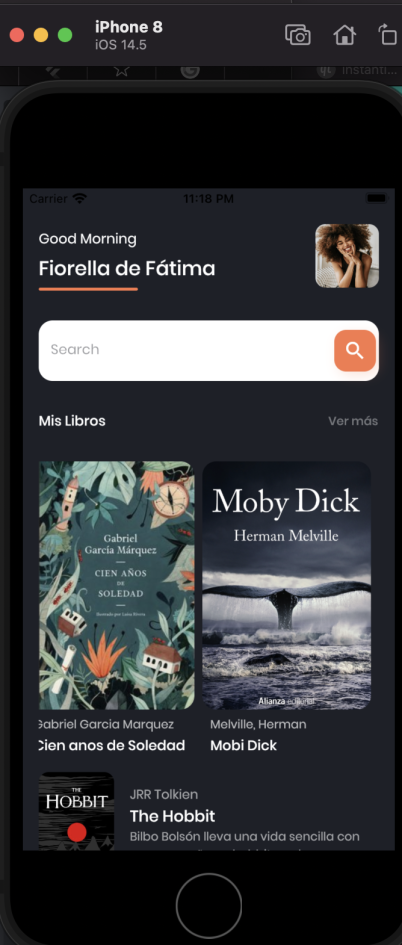 iPhone 8
iOS 14.5
instanti...
Carrier
11:18 PM
Good Morning
Fiorella de Fátima
Search
Mis Libros
Ver más
Gabriel
García Márquez
CIEN AÑOS
DE
SOLEDAD
Ilustrado por Luisa Rivera
Moby Dick
Herman Melville
Alianza editorial
Gabriel Garcia Marquez
Cien anos de Soledad
Melville, Herman
Mobi Dick
THE
HOBBIT
JRR Tolkien
The Hobbit
Bilbo Bolsón lleva una vida sencilla con